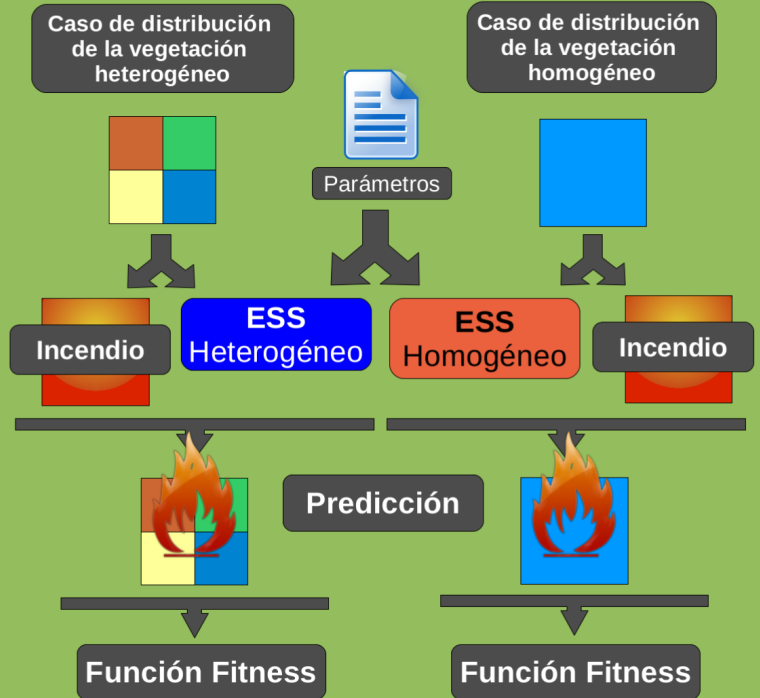 Caso de distribución
de la vegetación
heterogéneo
Caso de distribución
de la vegetación
homogéneo
Parámetros
Incendio
ESS
Heterogéneo
ESS
Homogéneo
Incendio
Predicción
Función Fitness
Función Fitness